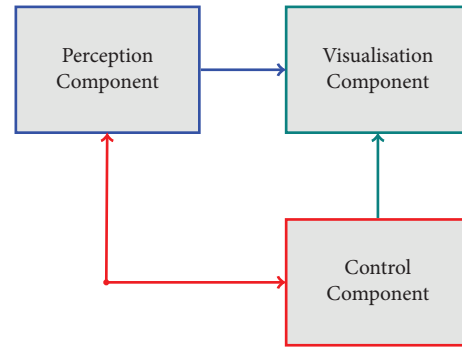 Perception
Component
Visualisation
Component
Control
Component